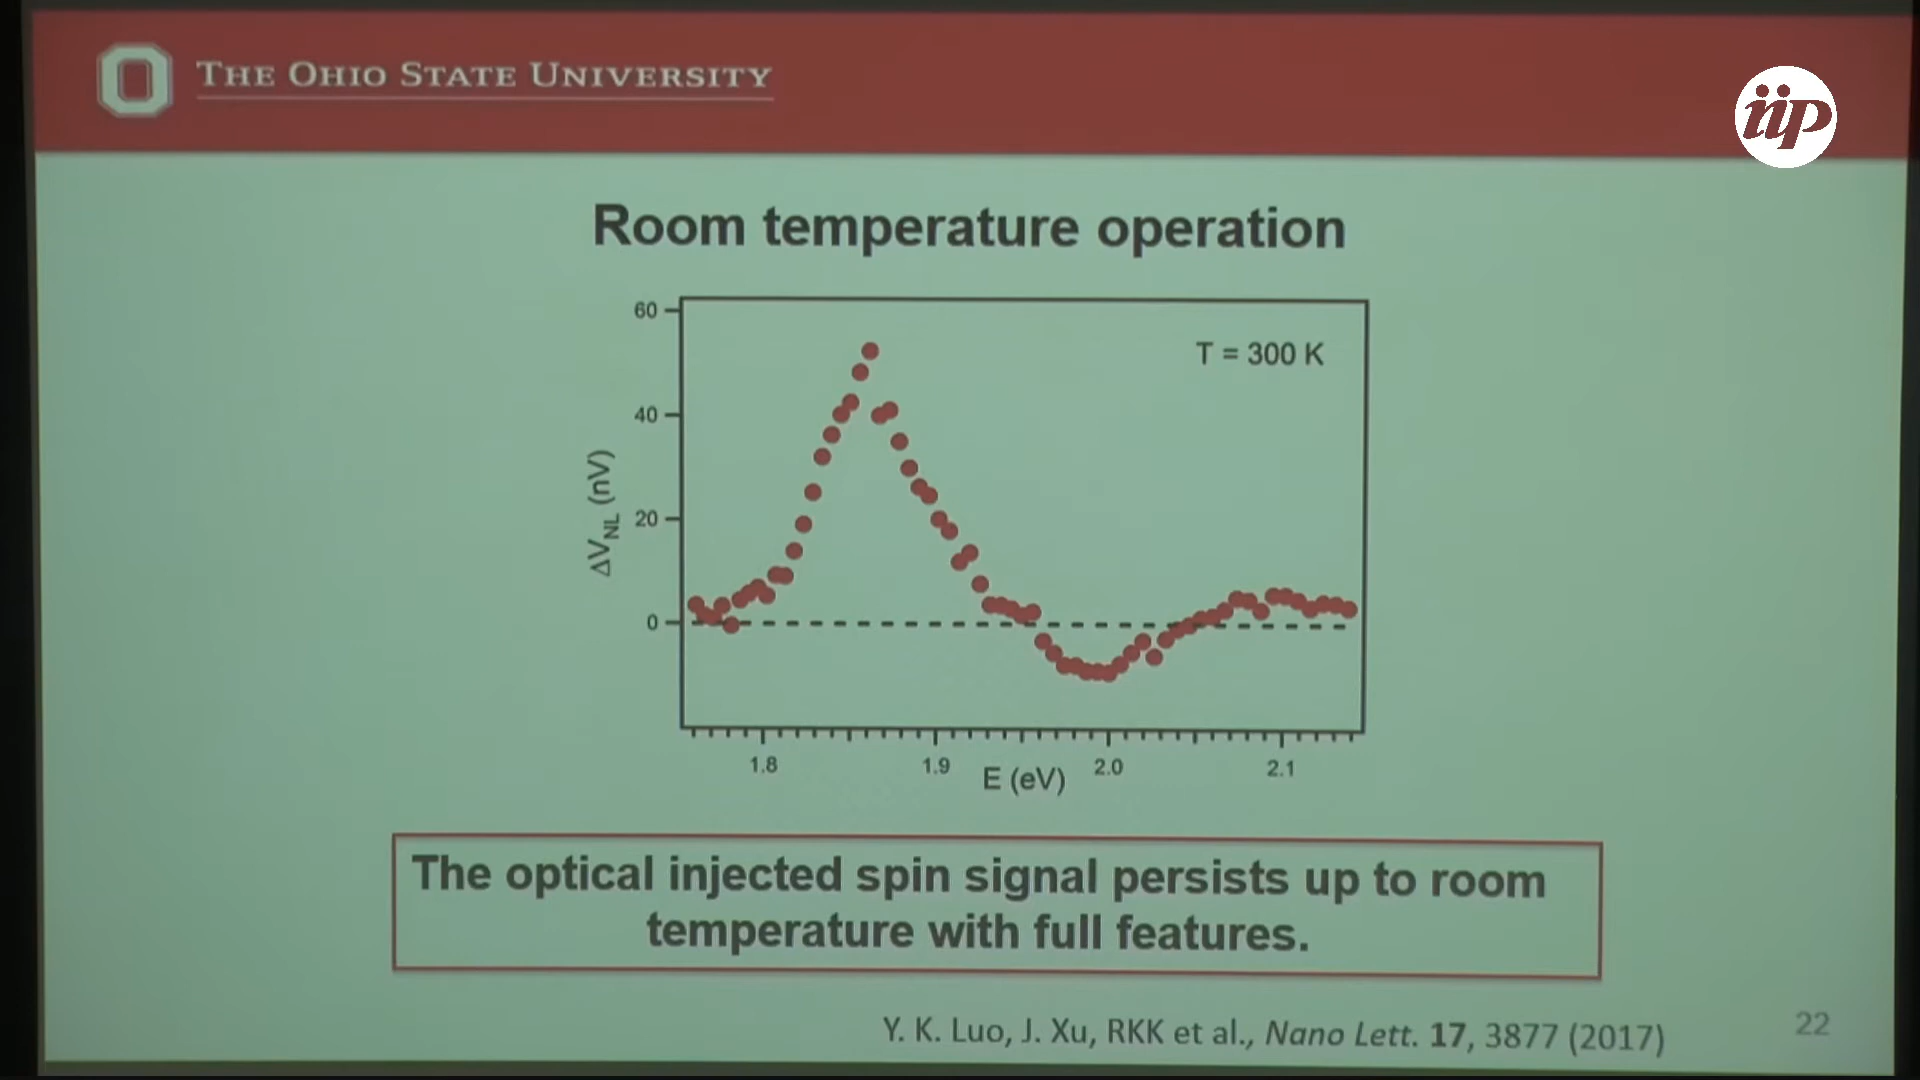 THE OHIO STATE UNIVERSITY
iip
Room temperature operation
60
T = 300 K
40
ΔV_NL (nV)
20
0
1.8
1.9
2.0
2.1
E (eV)
The optical injected spin signal persists up to room
temperature with full features.
Y. K. Luo, J. Xu, RKK et al., Nano Lett. 17, 3877 (2017)
22